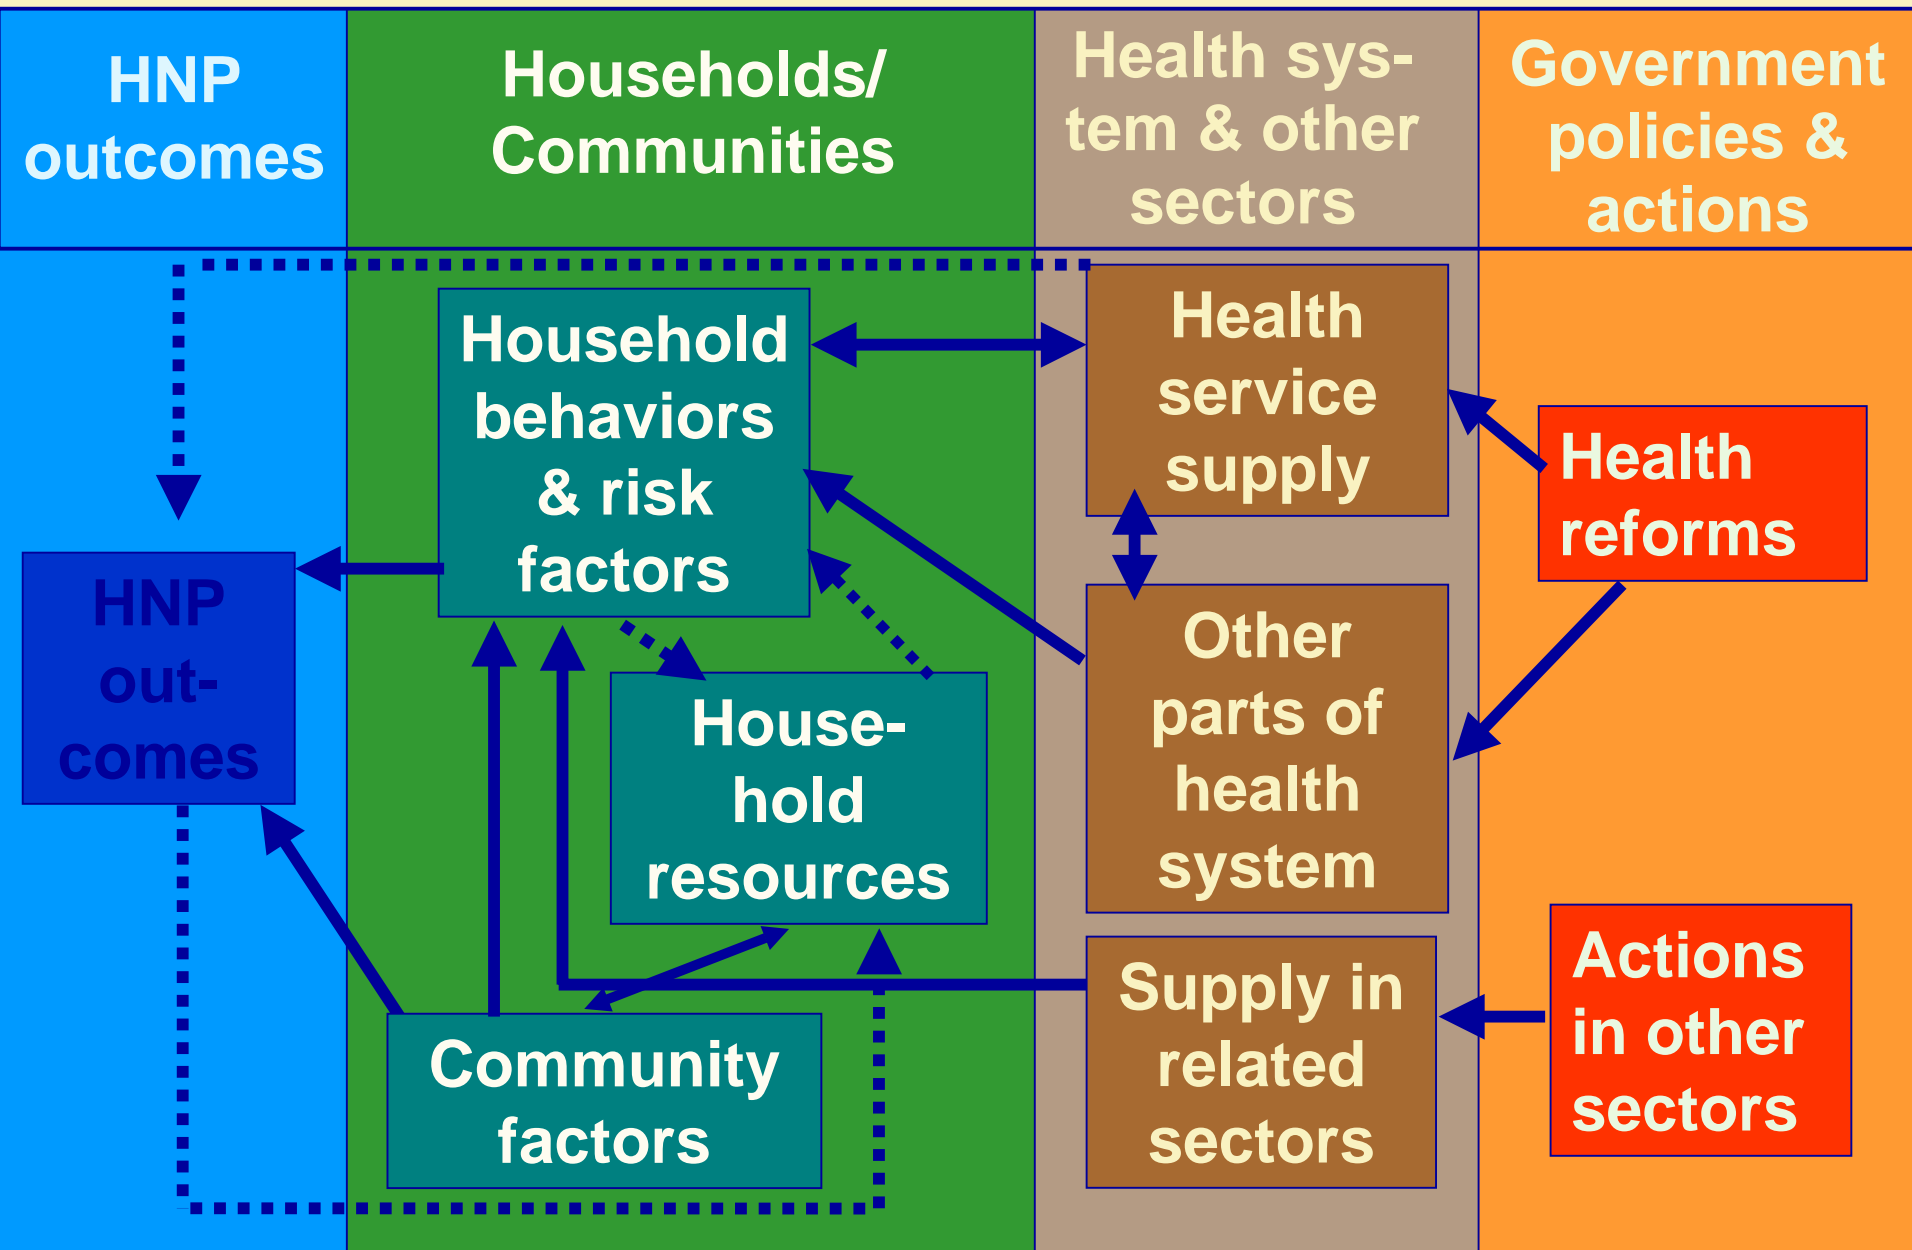 HNP
outcomes
Households/
Communities
Health sys-
tem & other
sectors
Government
policies &
actions
Household
behaviors
& risk
factors
Health
service
supply
Health
reforms
HNP
out-
comes
House-
hold
resources
Other
parts of
health
system
Community
factors
Supply in
related
sectors
Actions
in other
sectors